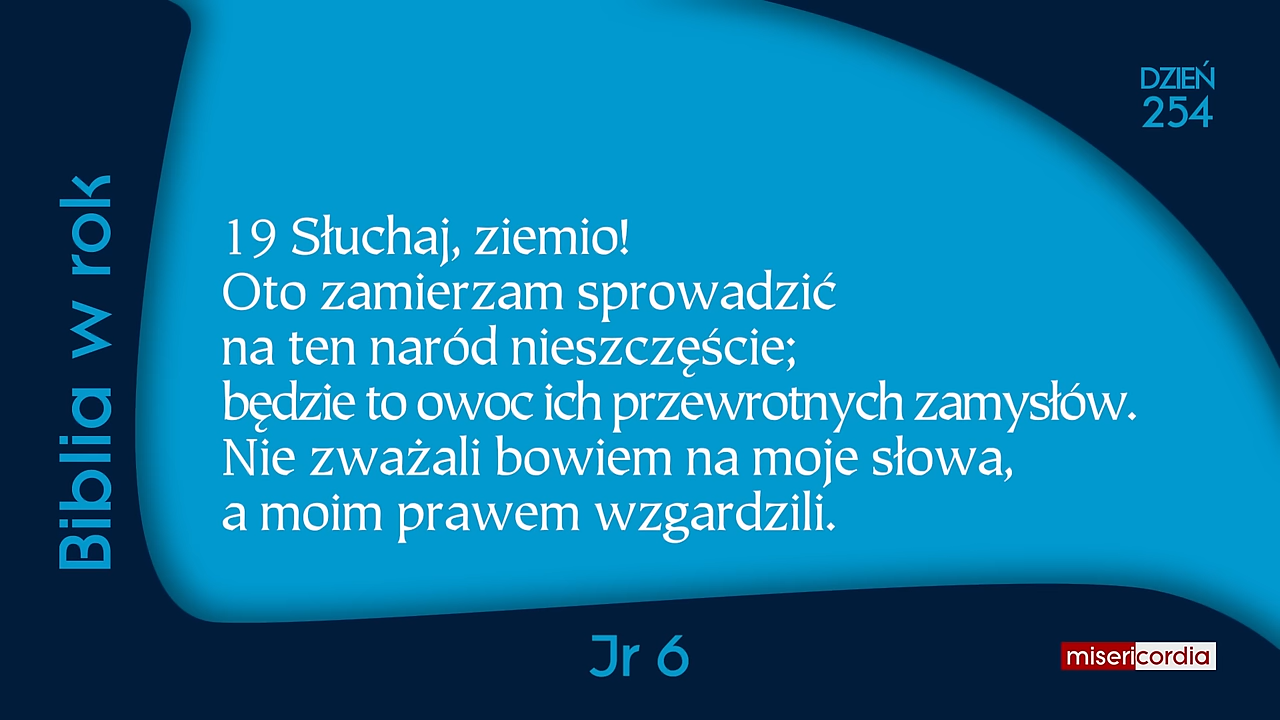 DZIEŃ
254
Biblia w rok
19 Słuchaj, ziemio!
Oto zamierzam sprowadzić
na ten naród nieszczęście;
będzie to owoc ich przewrotnych zamysłów.
Nie zważali bowiem na moje słowa,
a moim prawem wzgardzili.
Jr 6
misericordia